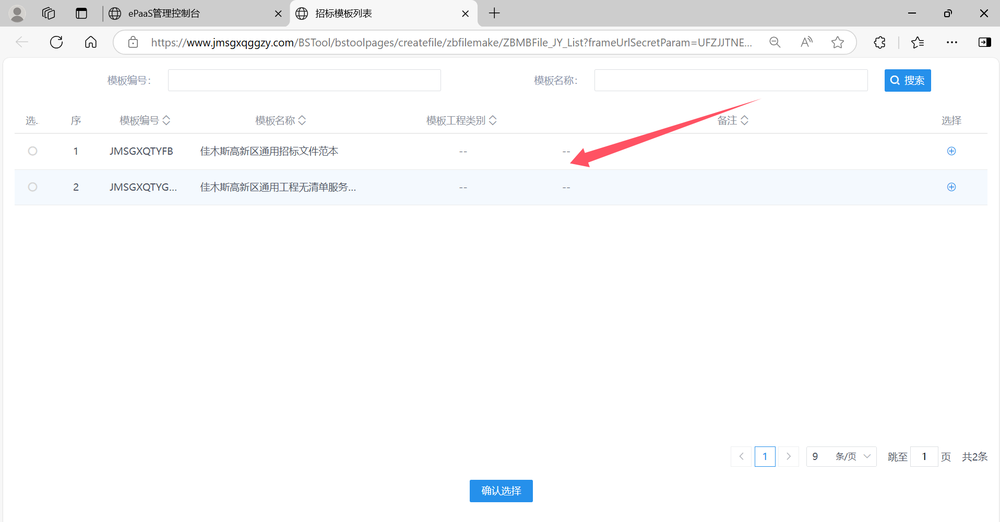 ePaaS管理控制台
招标模板列表
https://www.jmsgxqggzy.com/BSTool/bstoolpages/createfile/zbfilemake/ZBMBFile_JY_List?frameUrlSecretParam=UFZJJTNE...
模板编号：
模板名称：
搜索
选..
序
模板编号
模板名称
模板工程类别
备注
选择
1 JMSGXQTYFB 佳木斯高新区通用招标文件范本 -- --
2 JMSGXQTYG... 佳木斯高新区通用工程无清单服务... -- --
1
9 条/页
跳至 1 页 共2条
确认选择